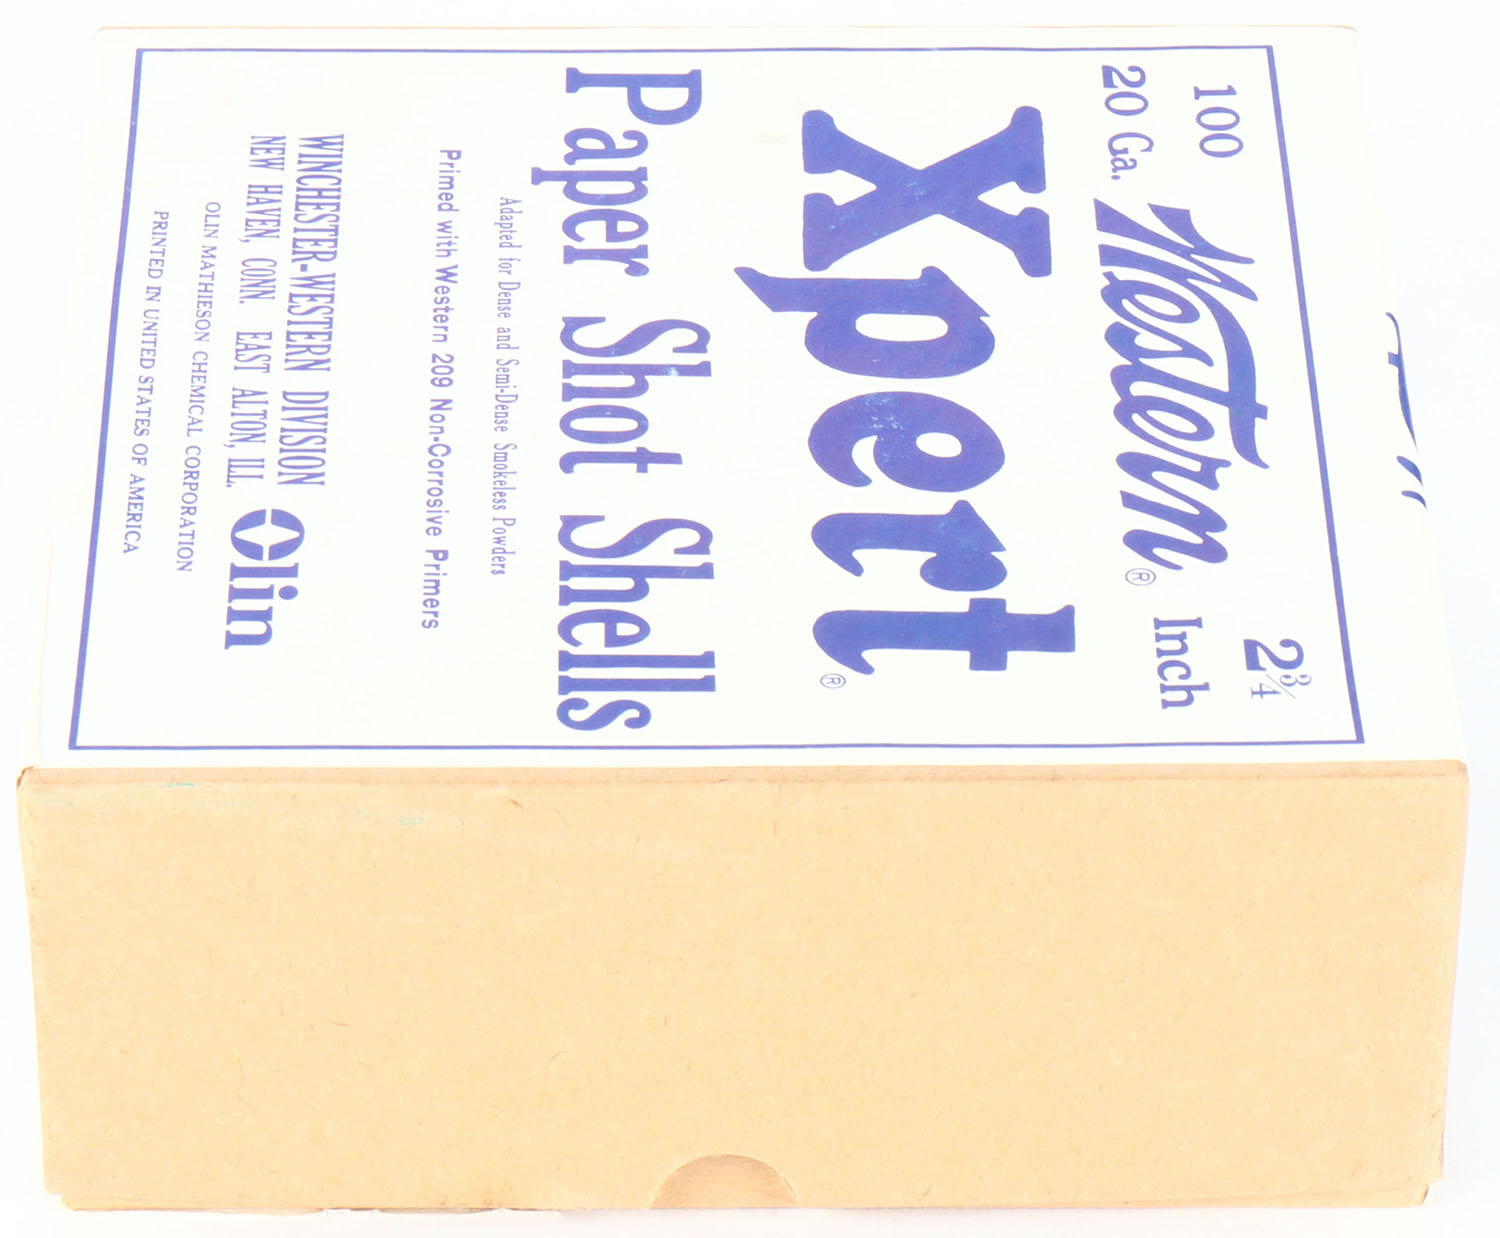 100 2¾
20 Ga. Western® Inch
Xpert®
Paper Shot Shells
Adapted for Dense and Semi-Dense Smokeless Powders
Primed with Western 209 Non-Corrosive Primers
WINCHESTER-WESTERN DIVISION
NEW HAVEN, CONN. EAST ALTON, ILL. Olin
OLIN MATHIESON CHEMICAL CORPORATION
PRINTED IN UNITED STATES OF AMERICA